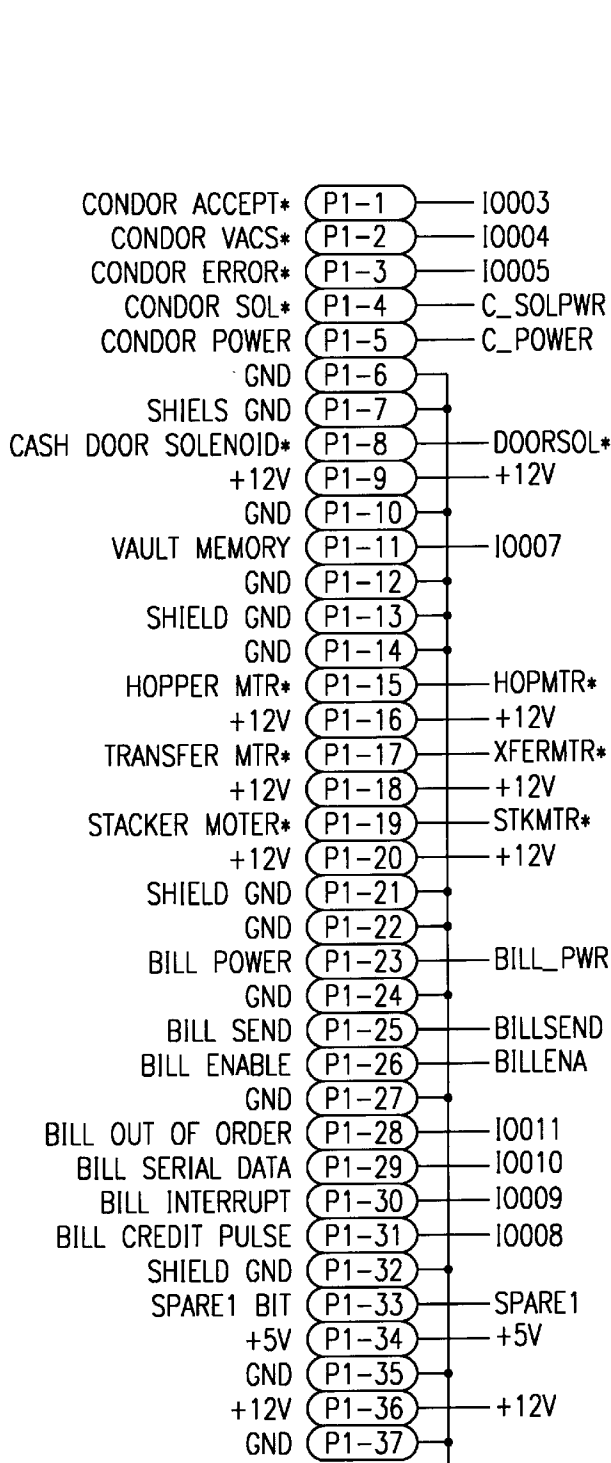 CONDOR ACCEPT* P1-1 I0003
CONDOR VACS* P1-2 I0004
CONDOR ERROR* P1-3 I0005
CONDOR SOL* P1-4 C_SOLPWR
CONDOR POWER P1-5 C_POWER
GND P1-6
SHIELS GND P1-7
CASH DOOR SOLENOID* P1-8 DOORSOL*
+12V P1-9 +12V
GND P1-10
VAULT MEMORY P1-11 I0007
GND P1-12
SHIELD GND P1-13
GND P1-14
HOPPER MTR* P1-15 HOPMTR*
+12V P1-16 +12V
TRANSFER MTR* P1-17 XFERMTR*
+12V P1-18 +12V
STACKER MOTER* P1-19 STKMTR*
+12V P1-20 +12V
SHIELD GND P1-21
GND P1-22
BILL POWER P1-23 BILL_PWR
GND P1-24
BILL SEND P1-25 BILLSEND
BILL ENABLE P1-26 BILLENA
GND P1-27
BILL OUT OF ORDER P1-28 I0011
BILL SERIAL DATA P1-29 I0010
BILL INTERRUPT P1-30 I0009
BILL CREDIT PULSE P1-31 I0008
SHIELD GND P1-32
SPARE1 BIT P1-33 SPARE1
+5V P1-34 +5V
GND P1-35
+12V P1-36 +12V
GND P1-37